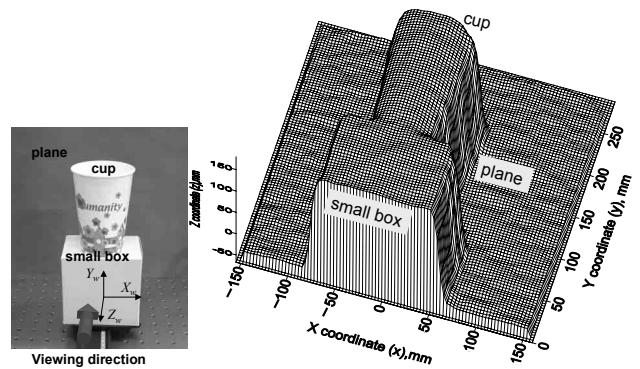 plane
cup
umanity
small box
Y_w
X_w
Z_w
Viewing direction
cup
plane
small box
Z coordinate (z),mm
150
100
50
0
-50
-150
-100
-50
0
50
100
150
X coordinate (x),mm
0
50
100
150
200
250
Y coordinate (y), mm